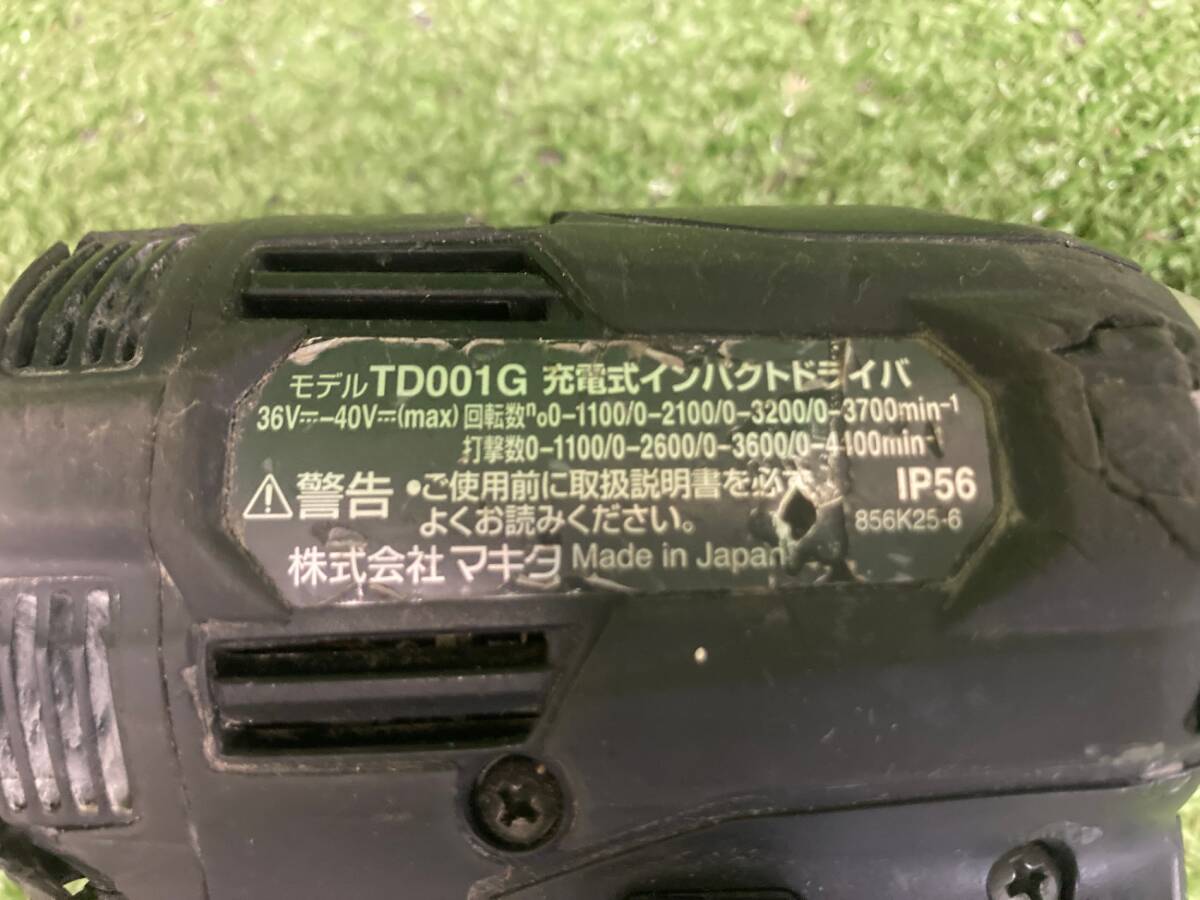 モデルTD001G 充電式インパクトドライバ
36V⎓–40V⎓(max) 回転数n₀0–1100/0–2100/0–3200/0–3700min⁻¹
打撃数0–1100/0–2600/0–3600/0–4400min⁻¹
⚠警告 •ご使用前に取扱説明書を必ず
よくお読みください。
IP56
856K25-6
株式会社 マキタ Made in Japan